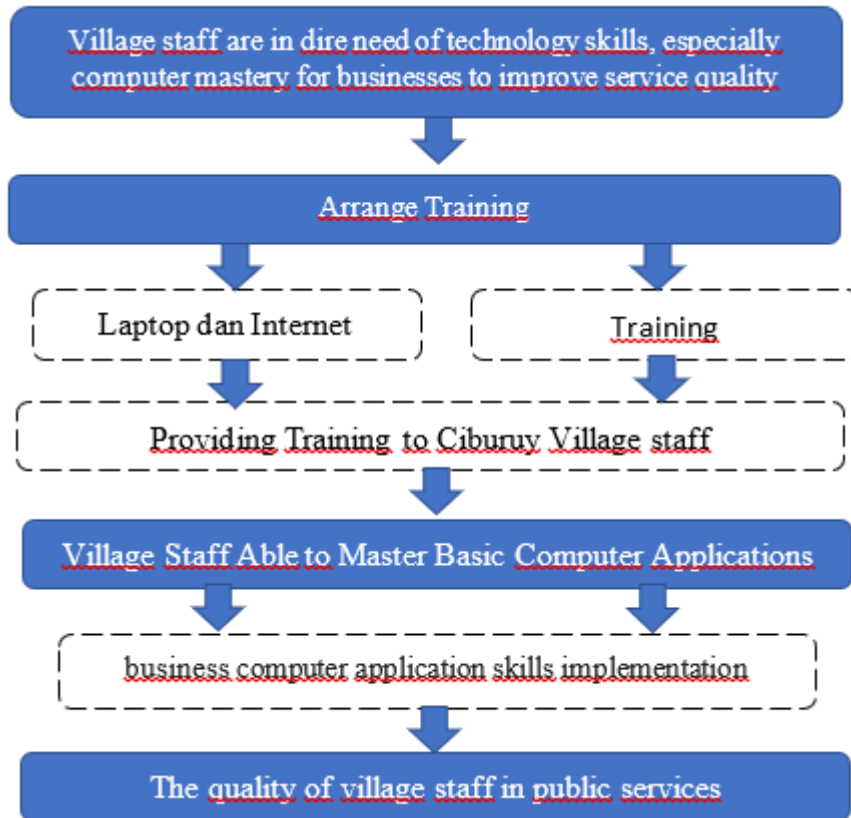 Village staff are in dire need of technology skills, especially
computer mastery for businesses to improve service quality
Arrange Training
Laptop dan Internet
Training
Providing Training to Ciburuy Village staff
Village Staff Able to Master Basic Computer Applications
business computer application skills implementation
The quality of village staff in public services